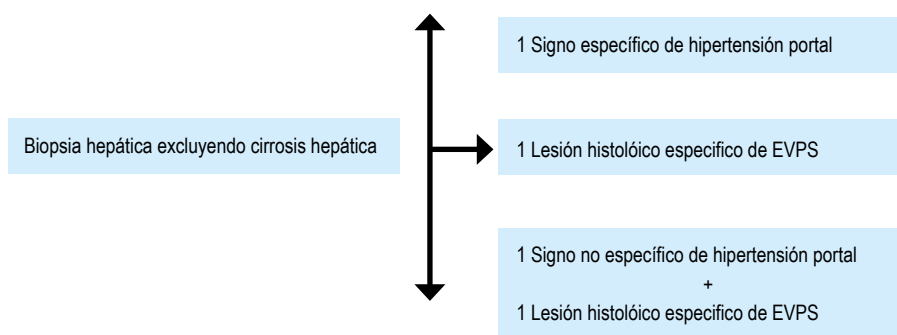 1 Signo específico de hipertensión portal
Biopsia hepática excluyendo cirrosis hepática
1 Lesión histolóico especifico de EVPS
1 Signo no específico de hipertensión portal
+
1 Lesión histolóico especifico de EVPS